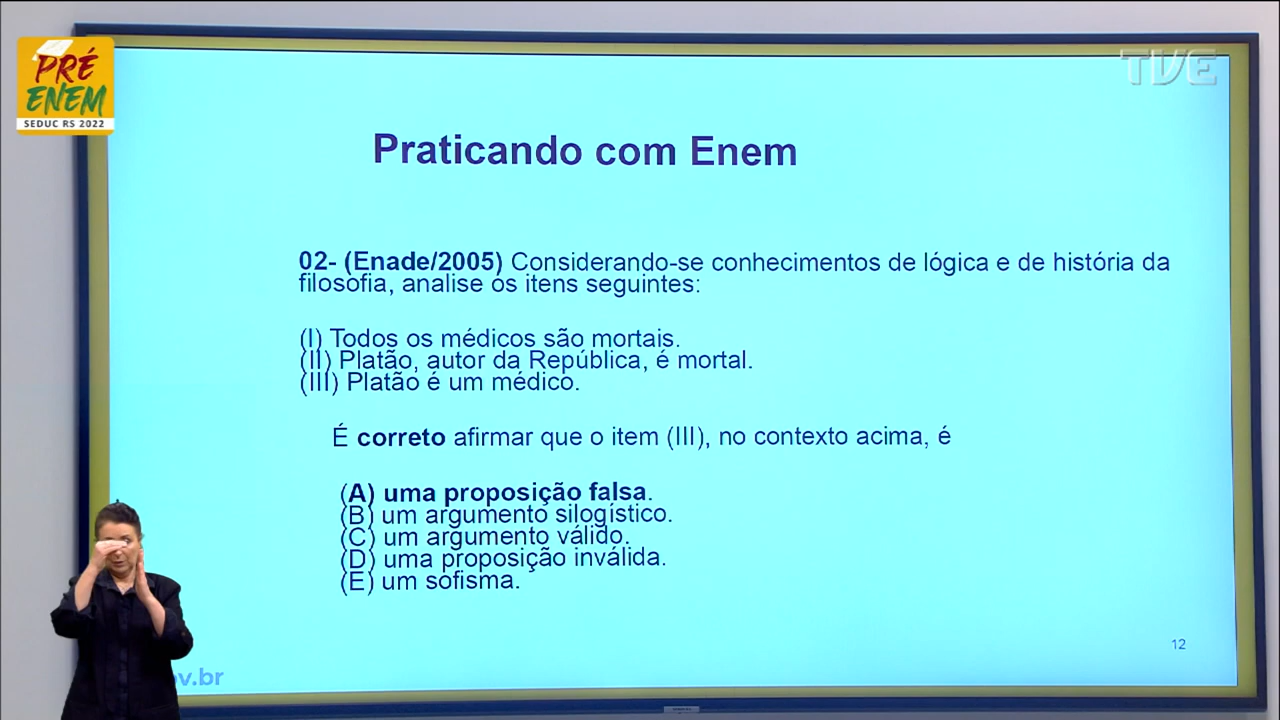 PRÉ
ENEM
SEDUC RS 2022
TVE
Praticando com Enem
02- (Enade/2005) Considerando-se conhecimentos de lógica e de história da
filosofia, analise os itens seguintes:
(I) Todos os médicos são mortais.
(II) Platão, autor da República, é mortal.
(III) Platão é um médico.
É correto afirmar que o item (III), no contexto acima, é
(A) uma proposição falsa.
(B) um argumento silogístico.
(C) um argumento válido.
(D) uma proposição inválida.
(E) um sofisma.
12
ov.br